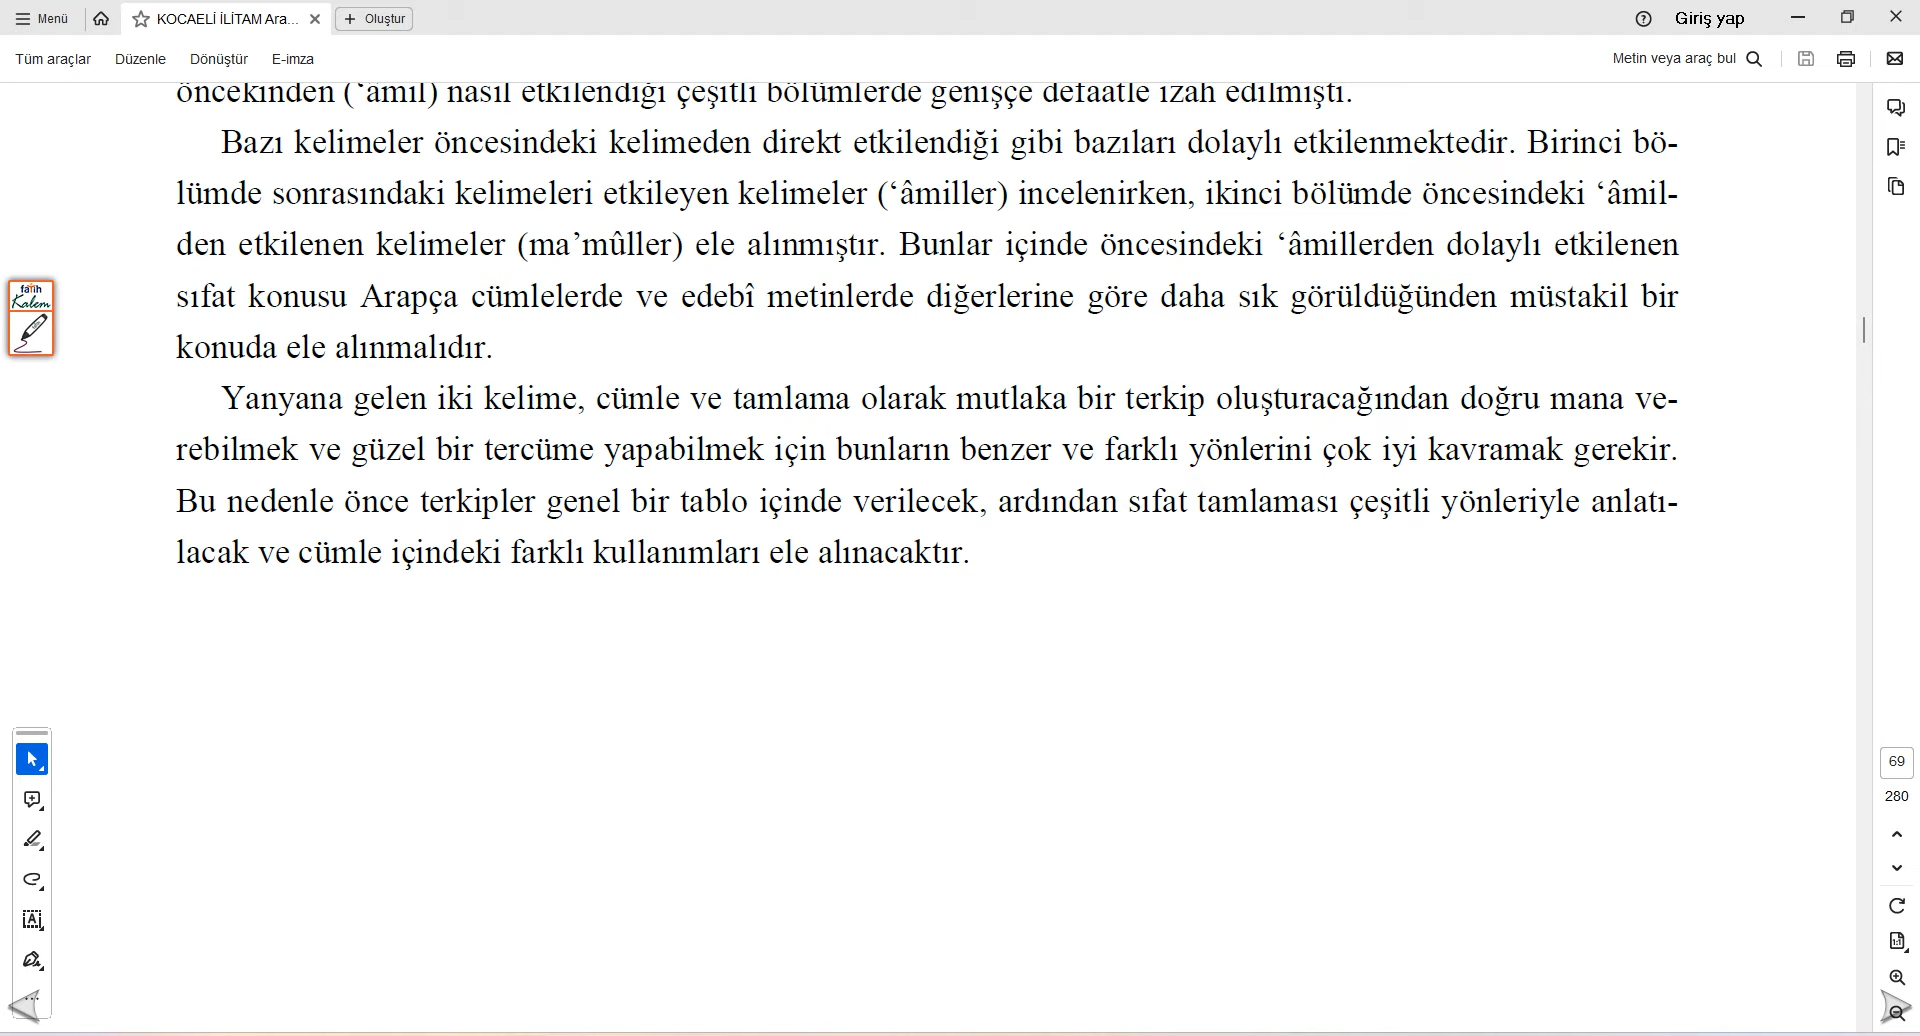 Menü
KOCAELİ İLİTAM Ara...
Oluştur
Giriş yap
Tüm araçlar Düzenle Dönüştür E-imza
Metin veya araç bul
öncekinden (‘âmil) nasıl etkilendiği çeşitli bölümlerde genişçe defaatle izah edilmişti.
Bazı kelimeler öncesindeki kelimeden direkt etkilendiği gibi bazıları dolaylı etkilenmektedir. Birinci bö-
lümde sonrasındaki kelimeleri etkileyen kelimeler (‘âmiller) incelenirken, ikinci bölümde öncesindeki ‘âmil-
den etkilenen kelimeler (ma’mûller) ele alınmıştır. Bunlar içinde öncesindeki ‘âmillerden dolaylı etkilenen
sıfat konusu Arapça cümlelerde ve edebî metinlerde diğerlerine göre daha sık görüldüğünden müstakil bir
konuda ele alınmalıdır.
Yanyana gelen iki kelime, cümle ve tamlama olarak mutlaka bir terkip oluşturacağından doğru mana ve-
rebilmek ve güzel bir tercüme yapabilmek için bunların benzer ve farklı yönlerini çok iyi kavramak gerekir.
Bu nedenle önce terkipler genel bir tablo içinde verilecek, ardından sıfat tamlaması çeşitli yönleriyle anlatı-
lacak ve cümle içindeki farklı kullanımları ele alınacaktır.
fatih
Kalem
69
280